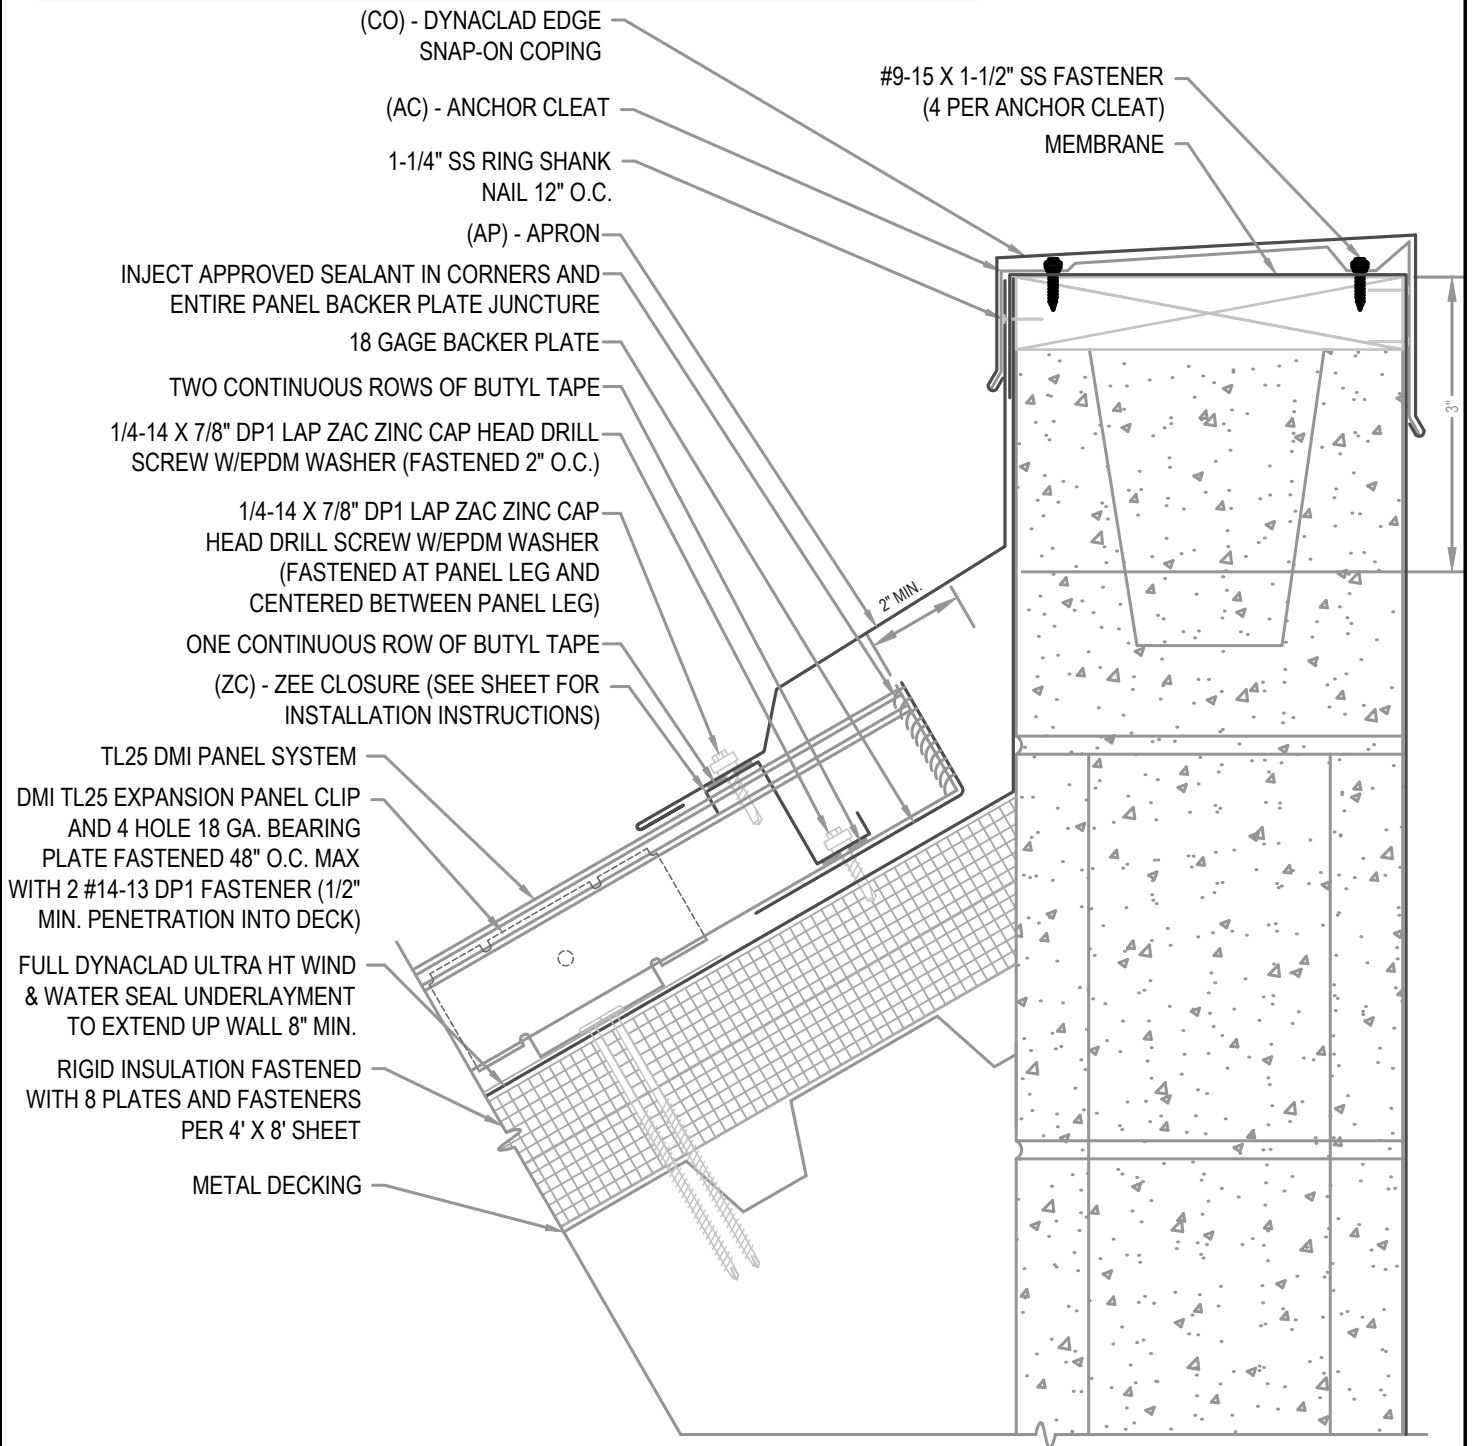 (CO) - DYNACLAD EDGE
SNAP-ON COPING
(AC) - ANCHOR CLEAT
1-1/4" SS RING SHANK
NAIL 12" O.C.
(AP) - APRON
INJECT APPROVED SEALANT IN CORNERS AND
ENTIRE PANEL BACKER PLATE JUNCTURE
18 GAGE BACKER PLATE
TWO CONTINUOUS ROWS OF BUTYL TAPE
1/4-14 X 7/8" DP1 LAP ZAC ZINC CAP HEAD DRILL
SCREW W/EPDM WASHER (FASTENED 2" O.C.)
1/4-14 X 7/8" DP1 LAP ZAC ZINC CAP
HEAD DRILL SCREW W/EPDM WASHER
(FASTENED AT PANEL LEG AND
CENTERED BETWEEN PANEL LEG)
ONE CONTINUOUS ROW OF BUTYL TAPE
(ZC) - ZEE CLOSURE (SEE SHEET FOR
INSTALLATION INSTRUCTIONS)
TL25 DMI PANEL SYSTEM
DMI TL25 EXPANSION PANEL CLIP
AND 4 HOLE 18 GA. BEARING
PLATE FASTENED 48" O.C. MAX
WITH 2 #14-13 DP1 FASTENER (1/2"
MIN. PENETRATION INTO DECK)
FULL DYNACLAD ULTRA HT WIND
& WATER SEAL UNDERLAYMENT
TO EXTEND UP WALL 8" MIN.
RIGID INSULATION FASTENED
WITH 8 PLATES AND FASTENERS
PER 4' X 8' SHEET
METAL DECKING
#9-15 X 1-1/2" SS FASTENER
(4 PER ANCHOR CLEAT)
MEMBRANE
2" MIN.
3"